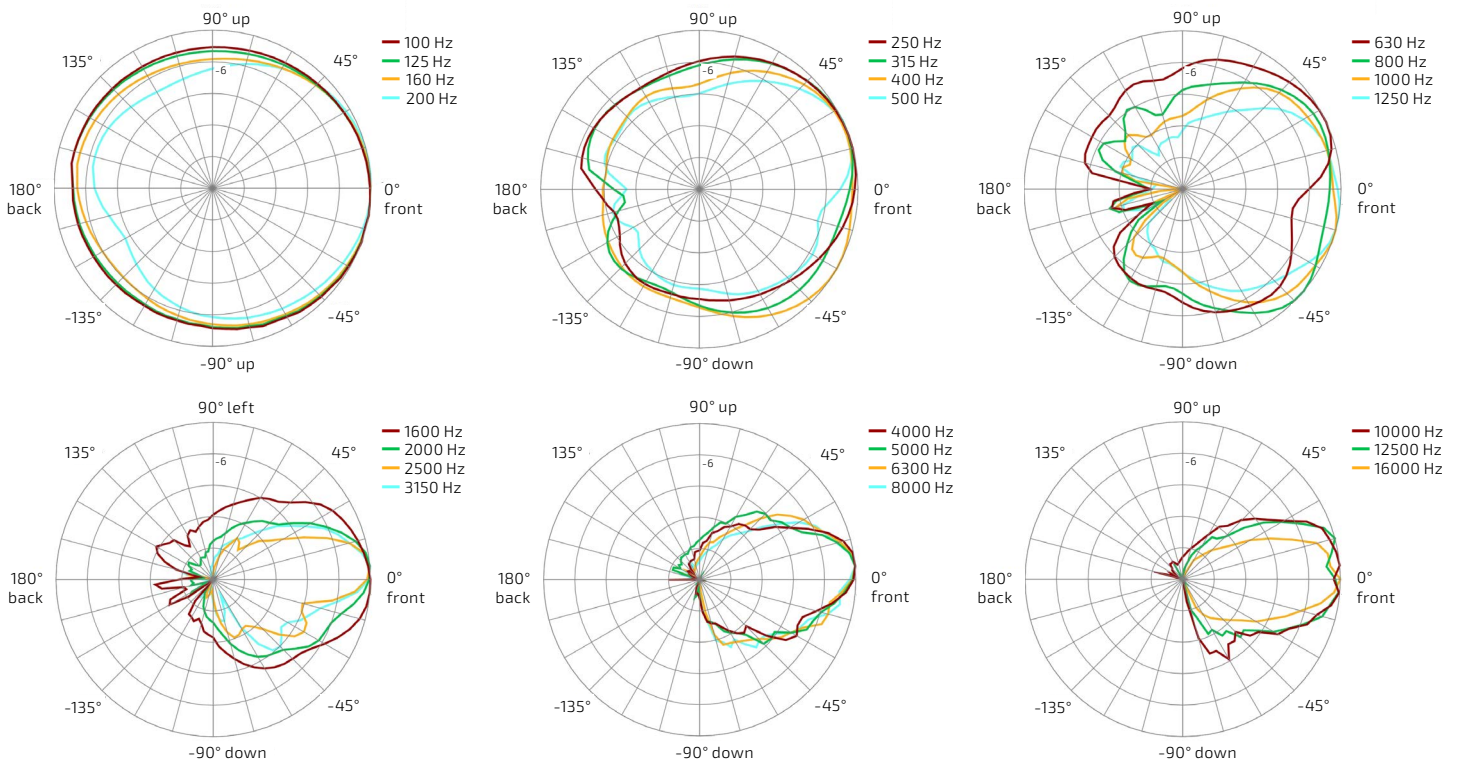 90° up
135°
45°
-6
180°
back
0°
front
-135°
-45°
-90° up
100 Hz
125 Hz
160 Hz
200 Hz
90° up
135°
45°
-6
180°
back
0°
front
-135°
-45°
-90° down
250 Hz
315 Hz
400 Hz
500 Hz
90° up
135°
45°
-6
180°
back
0°
front
-135°
-45°
-90° down
630 Hz
800 Hz
1000 Hz
1250 Hz
90° left
135°
45°
-6
180°
back
0°
front
-135°
-45°
-90° down
1600 Hz
2000 Hz
2500 Hz
3150 Hz
90° up
135°
45°
-6
180°
back
0°
front
-135°
-45°
-90° down
4000 Hz
5000 Hz
6300 Hz
8000 Hz
90° up
135°
45°
-6
180°
back
0°
front
-135°
-45°
-90° down
10000 Hz
12500 Hz
16000 Hz